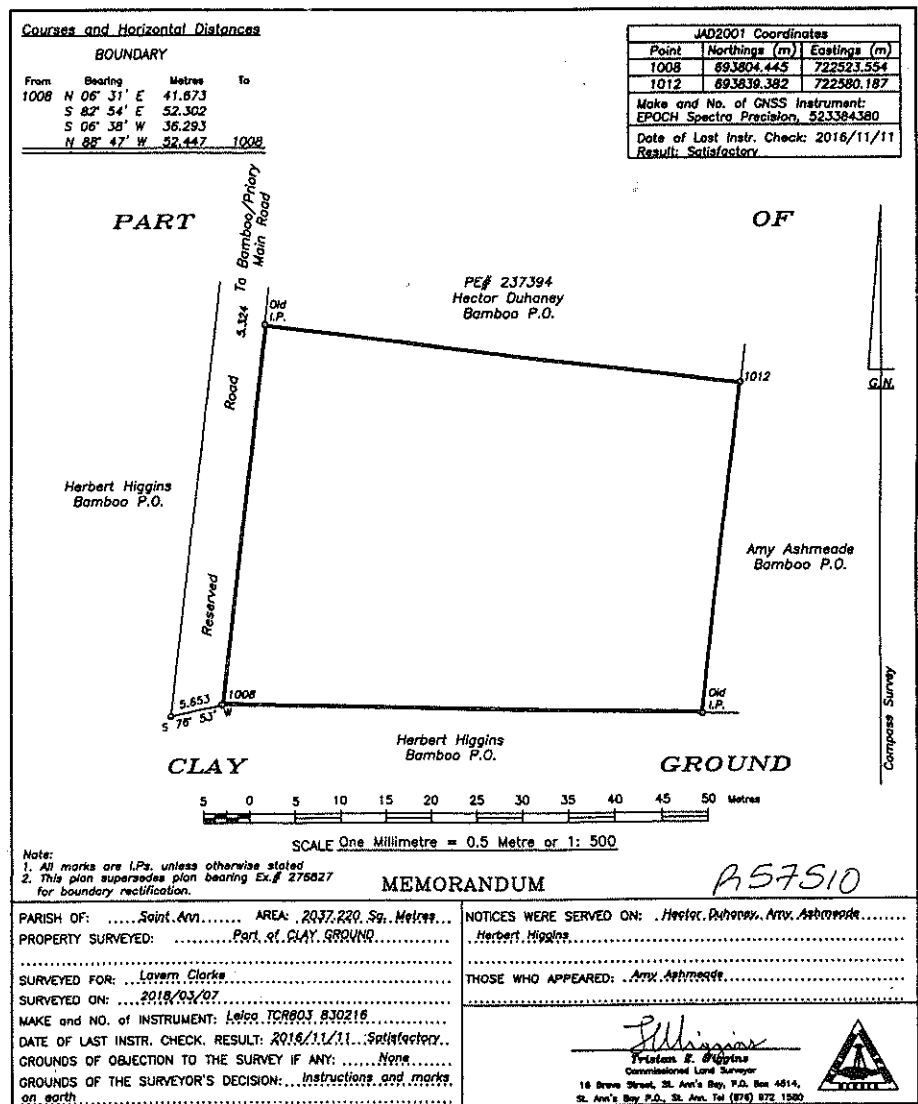 Courses and Horizontal Distances
BOUNDARY
From Bearing Metres To
1008 N 06° 31' E 41.673
S 82° 54' E 52.302
S 06° 38' W 36.293
N 88° 47' W 52.447 1008
JAD2001 Coordinates
Point Northings (m) Eastings (m)
1008 693804.445 722523.554
1012 693839.382 722580.187
Make and No. of GNSS Instrument:
EPOCH Spectra Precision, 523384380
Date of Last Instr. Check: 2016/11/11
Result: Satisfactory
PART
OF
5.324 To Bamboo/Priory
Main Road
Old
I.P.
PE# 237394
Hector Duhaney
Bamboo P.O.
1012
G.N.
Reserved Road
Herbert Higgins
Bamboo P.O.
Amy Ashmeade
Bamboo P.O.
Compass Survey
5.653
S 76° 53' W
1008
Old
I.P.
Herbert Higgins
Bamboo P.O.
CLAY
GROUND
5 0 5 10 15 20 25 30 35 40 45 50 Metres
SCALE One Millimetre = 0.5 Metre or 1: 500
Note:
1. All marks are I.Ps. unless otherwise stated
2. This plan supersedes plan bearing Ex.# 276827
for boundary rectification.
MEMORANDUM
R57510
PARISH OF: Saint Ann AREA: 2037.220 Sq. Metres
PROPERTY SURVEYED: Part of CLAY GROUND
SURVEYED FOR: Lavern Clarke
SURVEYED ON: 2018/03/07
MAKE and NO. of INSTRUMENT: Leica TCR803 830216
DATE OF LAST INSTR. CHECK. RESULT: 2016/11/11 Satisfactory
GROUNDS OF OBJECTION TO THE SURVEY IF ANY: None
GROUNDS OF THE SURVEYOR'S DECISION: Instructions and marks
on earth
NOTICES WERE SERVED ON: Hector Duhaney, Amy Ashmeade
Herbert Higgins
THOSE WHO APPEARED: Amy Ashmeade
Tristan E. Higgins
Commissioned Land Surveyor
St. Ann's Bay P.O., St. Ann. Tel (876) 972 1580